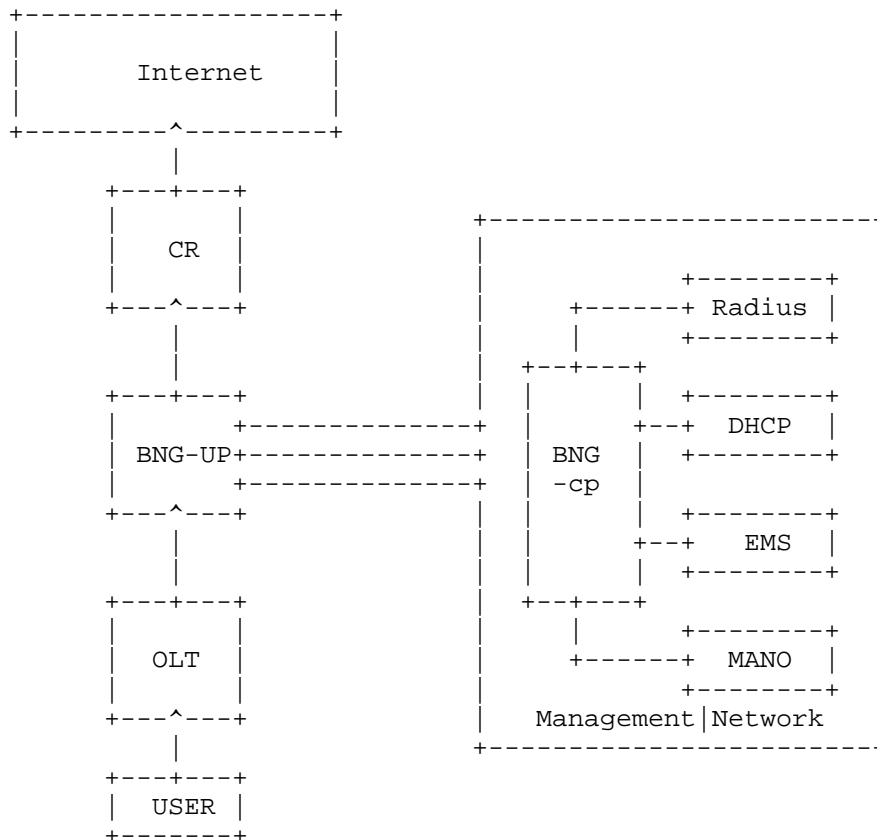 Internet
CR
Radius
DHCP
BNG-UP
BNG
-cp
EMS
OLT
MANO
Management|Network
USER